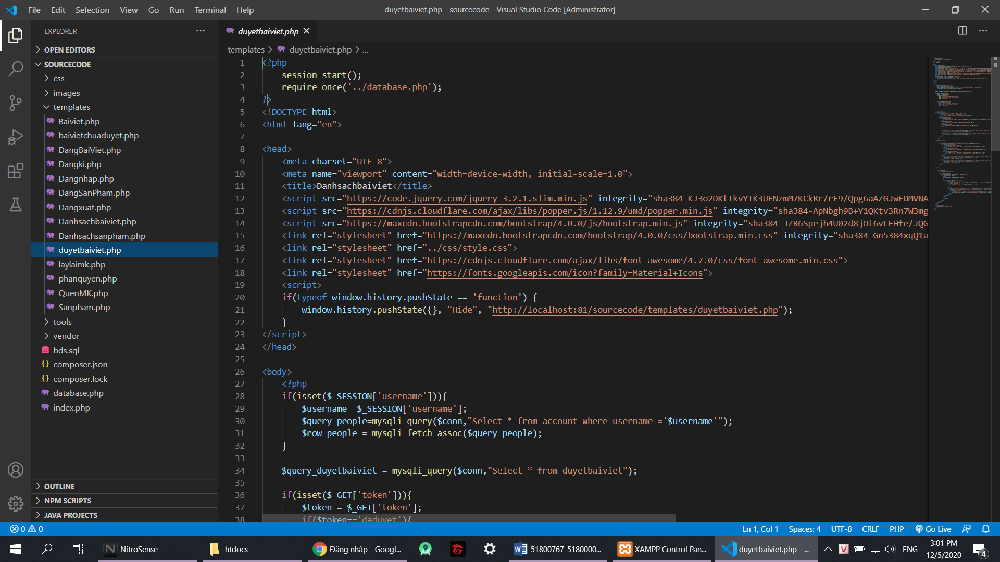 File Edit Selection View Go Run Terminal Help
duyetbaiviet.php - sourcecode - Visual Studio Code [Administrator]
EXPLORER
OPEN EDITORS
SOURCECODE
css
images
templates
Baiviet.php
baivietchuaduyet.php
DangBaiViet.php
Dangki.php
Dangnhap.php
DangSanPham.php
Dangxuat.php
Danhsachbaiviet.php
Danhsachsanpham.php
duyetbaiviet.php
laylaimk.php
phanquyen.php
QuenMK.php
Sanpham.php
tools
vendor
bds.sql
composer.json
composer.lock
database.php
index.php
OUTLINE
NPM SCRIPTS
JAVA PROJECTS
duyetbaiviet.php
templates > duyetbaiviet.php > ...
1 <?php
2 session_start();
3 require_once('../database.php');
4 ?>
5 <!DOCTYPE html>
6 <html lang="en">
7
8 <head>
9 <meta charset="UTF-8">
10 <meta name="viewport" content="width=device-width, initial-scale=1.0">
11 <title>Danhsachbaiviet</title>
12 <script src="https://code.jquery.com/jquery-3.2.1.slim.min.js" integrity="sha384-KJ3o2DKtIkvYIK3UENzmM7KCkRr/rE9/Qpg6aAZGJwFDMVNA
13 <script src="https://cdnjs.cloudflare.com/ajax/libs/popper.js/1.12.9/umd/popper.min.js" integrity="sha384-ApNbgh9B+Y1QKtv3Rn7W3mg
14 <script src="https://maxcdn.bootstrapcdn.com/bootstrap/4.0.0/js/bootstrap.min.js" integrity="sha384-JZR6Spejh4U02d8jOt6vLEHfe/JQG
15 <link rel="stylesheet" href="https://maxcdn.bootstrapcdn.com/bootstrap/4.0.0/css/bootstrap.min.css" integrity="sha384-Gn5384xqQ1a
16 <link rel="stylesheet" href="../css/style.css">
17 <link rel="stylesheet" href="https://cdnjs.cloudflare.com/ajax/libs/font-awesome/4.7.0/css/font-awesome.min.css">
18 <link rel="stylesheet" href="https://fonts.googleapis.com/icon?family=Material+Icons">
19 <script>
20 if(typeof window.history.pushState == 'function') {
21 window.history.pushState({}, "Hide", "http://localhost:81/sourcecode/templates/duyetbaiviet.php");
22 }
23 </script>
24 </head>
25
26 <body>
27 <?php
28 if(isset($_SESSION['username'])){
29 $username =$_SESSION['username'];
30 $query_people=mysqli_query($conn,"Select * from account where username ='$username'");
31 $row_people = mysqli_fetch_assoc($query_people);
32 }
33
34 $query_duyetbaiviet = mysqli_query($conn,"Select * from duyetbaiviet");
35
36 if(isset($_GET['token'])){
37 $token = $_GET['token'];
38 if($token=='daduyet'){
0 0
Ln 1, Col 1 Spaces: 4 UTF-8 CRLF PHP Go Live
NitroSense
htdocs
Đăng nhập - Googl...
51800767_5180000...
XAMPP Control Pan...
duyetbaiviet.php - ...
ENG
3:01 PM
12/5/2020
4